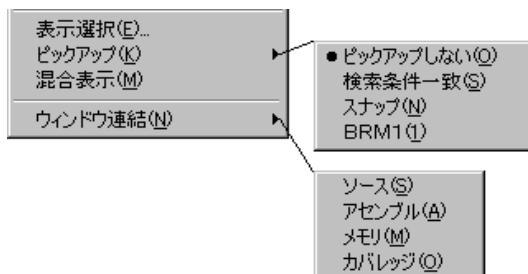 表示選択(E)...
ピックアップ(K)
混合表示(M)
ウィンドウ連結(N)
ピックアップしない(O)
検索条件一致(S)
スナップ(N)
BRM1(1)
ソース(S)
アセンブル(A)
メモリ(M)
カバレッジ(O)